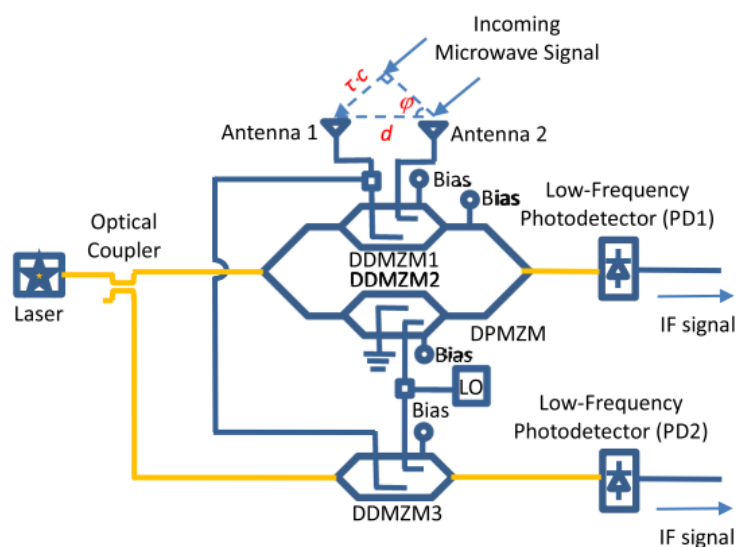 Incoming
Microwave Signal
τ·c
φ
Antenna 1
d
Antenna 2
Bias
Bias
Low-Frequency
Photodetector (PD1)
Optical
Coupler
DDMZM1
DDMZM2
Laser
DPMZM
IF signal
Bias
LO
Bias
Low-Frequency
Photodetector (PD2)
DDMZM3
IF signal